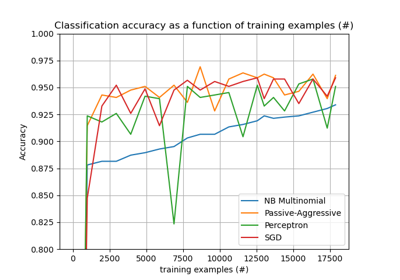 Classification accuracy as a function of training examples (#)
1.000
0.975
0.950
0.925
0.900
0.875
0.850
0.825
0.800
Accuracy
NB Multinomial
Passive-Aggressive
Perceptron
SGD
0 2500 5000 7500 10000 12500 15000 17500
training examples (#)